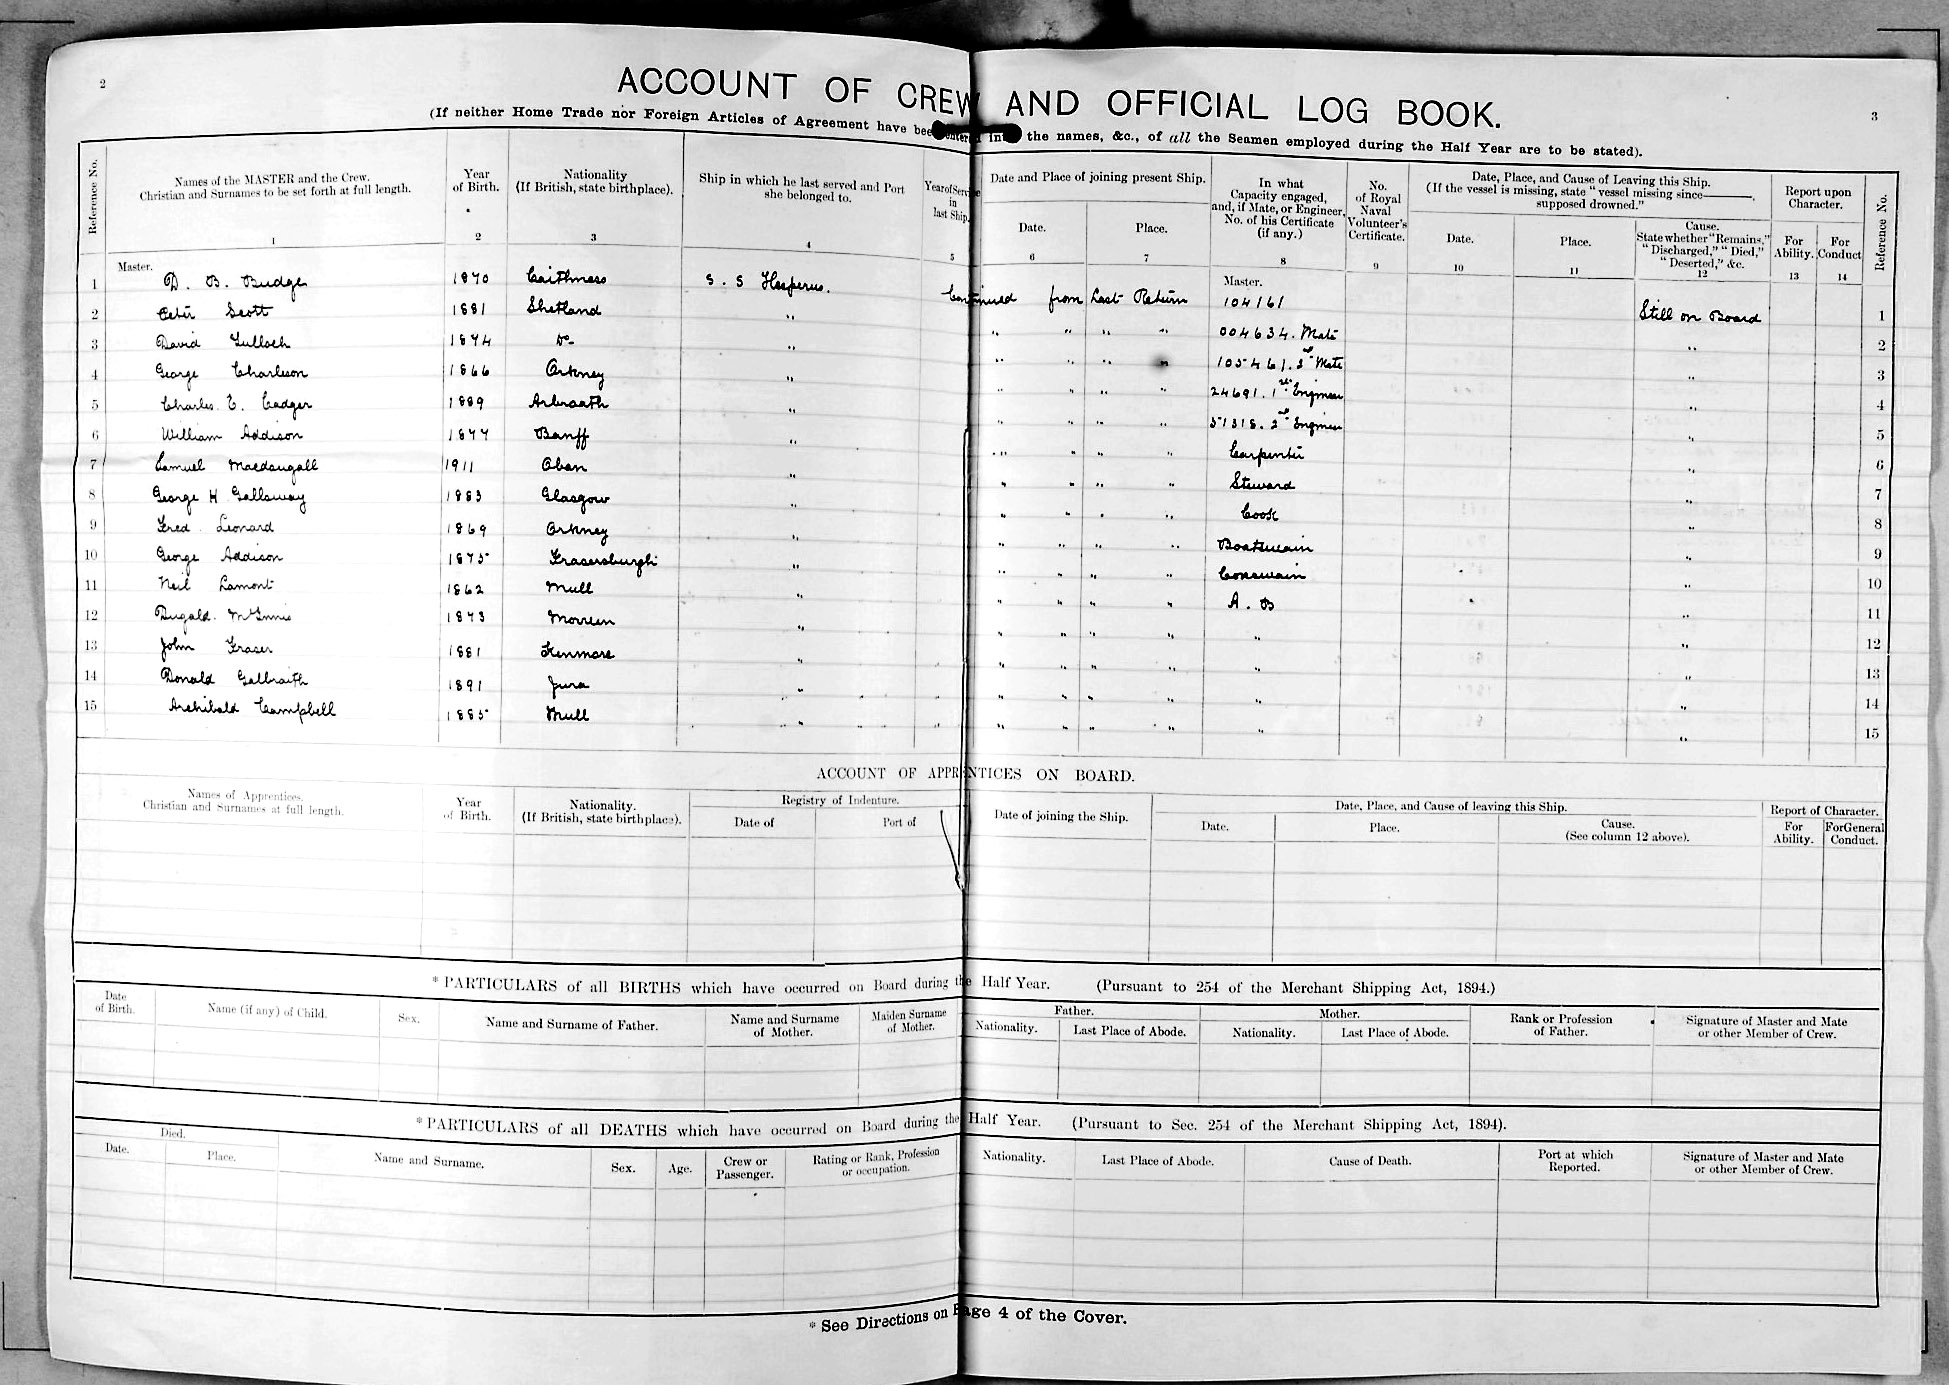 2
ACCOUNT OF CREW AND OFFICIAL LOG BOOK.
3
(If neither Home Trade nor Foreign Articles of Agreement have been entered into the names, &c., of all the Seamen employed during the Half Year are to be stated).
Reference No. Names of the MASTER and the Crew. Christian and Surnames to be set forth at full length. Year of Birth. Nationality (If British, state birthplace). Ship in which he last served and Port she belonged to. Year of Service in last Ship. Date and Place of joining present Ship. In what Capacity engaged, and, if Mate, or Engineer, No. of his Certificate (if any.) No. of Royal Naval Volunteer's Certificate. Date, Place, and Cause of Leaving this Ship. (If the vessel is missing, state "vessel missing since———, supposed drowned." Report upon Character. Reference No.
Date. Place. Date. Place. Cause. State whether "Remains," "Discharged," "Died," "Deserted," &c. For Ability. For Conduct
1 2 3 4 5 6 7 8 9 10 11 12 13 14
Master. Master.
1 D. B. Budge 1870 Caithness S. S Hesperus. Continued from Last Return 104161 Still on Board 1
2 Peter Scott 1881 Shetland " " " " " 004634. Mate " 2
3 David Tulloch 1874 Do " " " " " 105461. 2nd Mate " 3
4 George Charleson 1866 Orkney " " " " 24691. 1st Engineer " 4
5 Charles E. Cadger 1889 Arbroath " " " " " 51318. 2nd Engineer " 5
6 William Addison 1877 Banff " " " " " Carpenter " 6
7 Samuel Macdougall 1911 Oban " " " " " Steward " 7
8 George H Gallaway 1883 Glasgow " " " " " Cook " 8
9 Fred Leonard 1869 Orkney " " " " Boatswain " 9
10 George Addison 1875 Frasersburgh " " " " " Coxswain " 10
11 Neil Lamont 1862 Mull " " " " " A. B " 11
12 Dugald McInnis 1873 Morven " " " " " " " 12
13 John Fraser 1881 Kenmore " " " " " " " 13
14 Donald Galbraith 1891 Jura " " " " " " " 14
15 Archibald Campbell 1885 Mull " " " " " " " 15
ACCOUNT OF APPRENTICES ON BOARD.
Names of Apprentices. Christian and Surnames at full length. Year of Birth. Nationality. (If British, state birthplace). Registry of Indenture. Date of joining the Ship. Date, Place, and Cause of leaving this Ship. Report of Character.
Date of Port of Date. Place. Cause. (See column 12 above). For Ability. For General Conduct.
* PARTICULARS of all BIRTHS which have occurred on Board during the Half Year. (Pursuant to 254 of the Merchant Shipping Act, 1894.)
Date of Birth. Name (if any) of Child. Sex. Name and Surname of Father. Name and Surname of Mother. Maiden Surname of Mother. Father. Mother. Rank or Profession of Father. Signature of Master and Mate or other Member of Crew.
Nationality. Last Place of Abode. Nationality. Last Place of Abode.
* PARTICULARS of all DEATHS which have occurred on Board during the Half Year. (Pursuant to Sec. 254 of the Merchant Shipping Act, 1894).
Died.
Date. Place. Name and Surname. Sex. Age. Crew or Passenger. Rating or Rank, Profession or occupation. Nationality. Last Place of Abode. Cause of Death. Port at which Reported. Signature of Master and Mate or other Member of Crew.
* See Directions on Page 4 of the Cover.